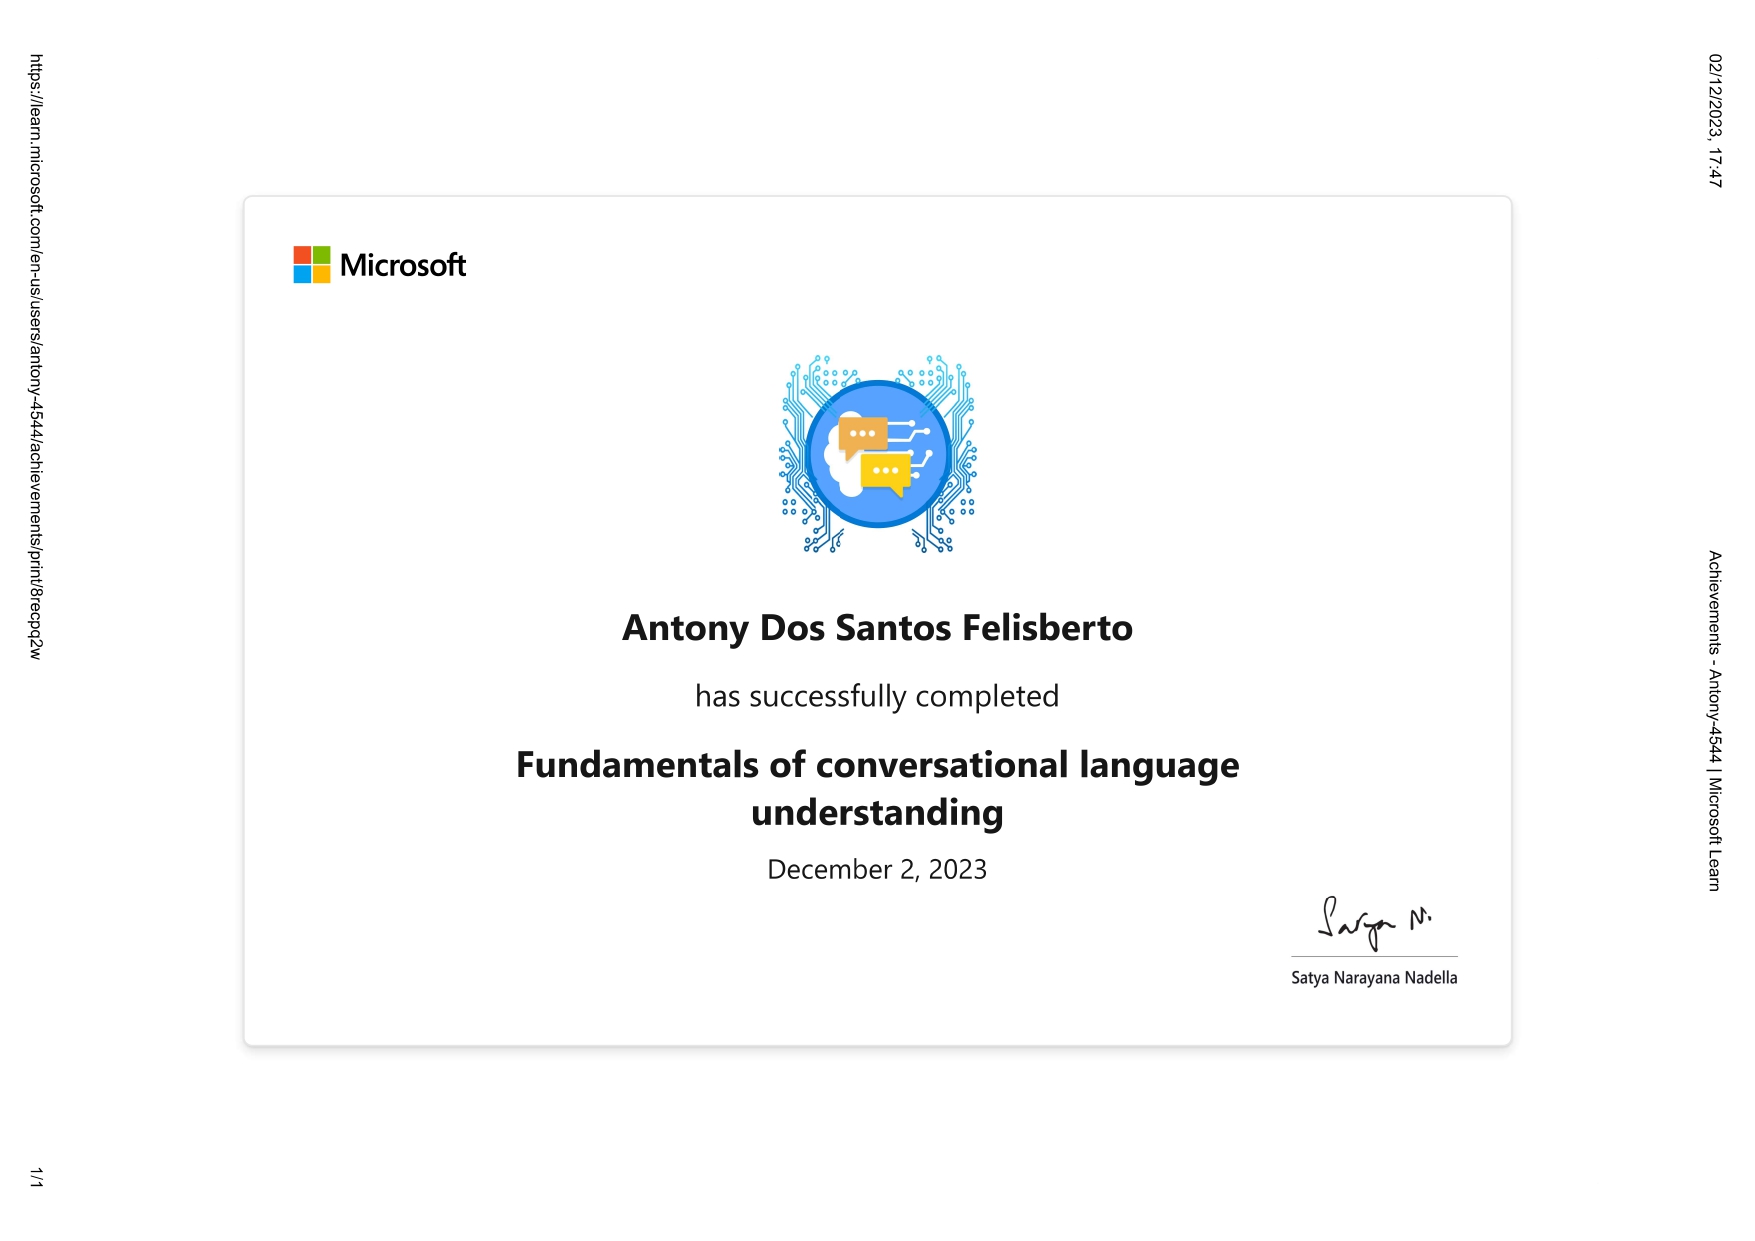 02/12/2023, 17:47
Achievements - Antony-4544 | Microsoft Learn
Microsoft
Antony Dos Santos Felisberto
has successfully completed
Fundamentals of conversational language
understanding
December 2, 2023
Satya N.
Satya Narayana Nadella
https://learn.microsoft.com/en-us/users/antony-4544/achievements/print/8recpq2w
1/1